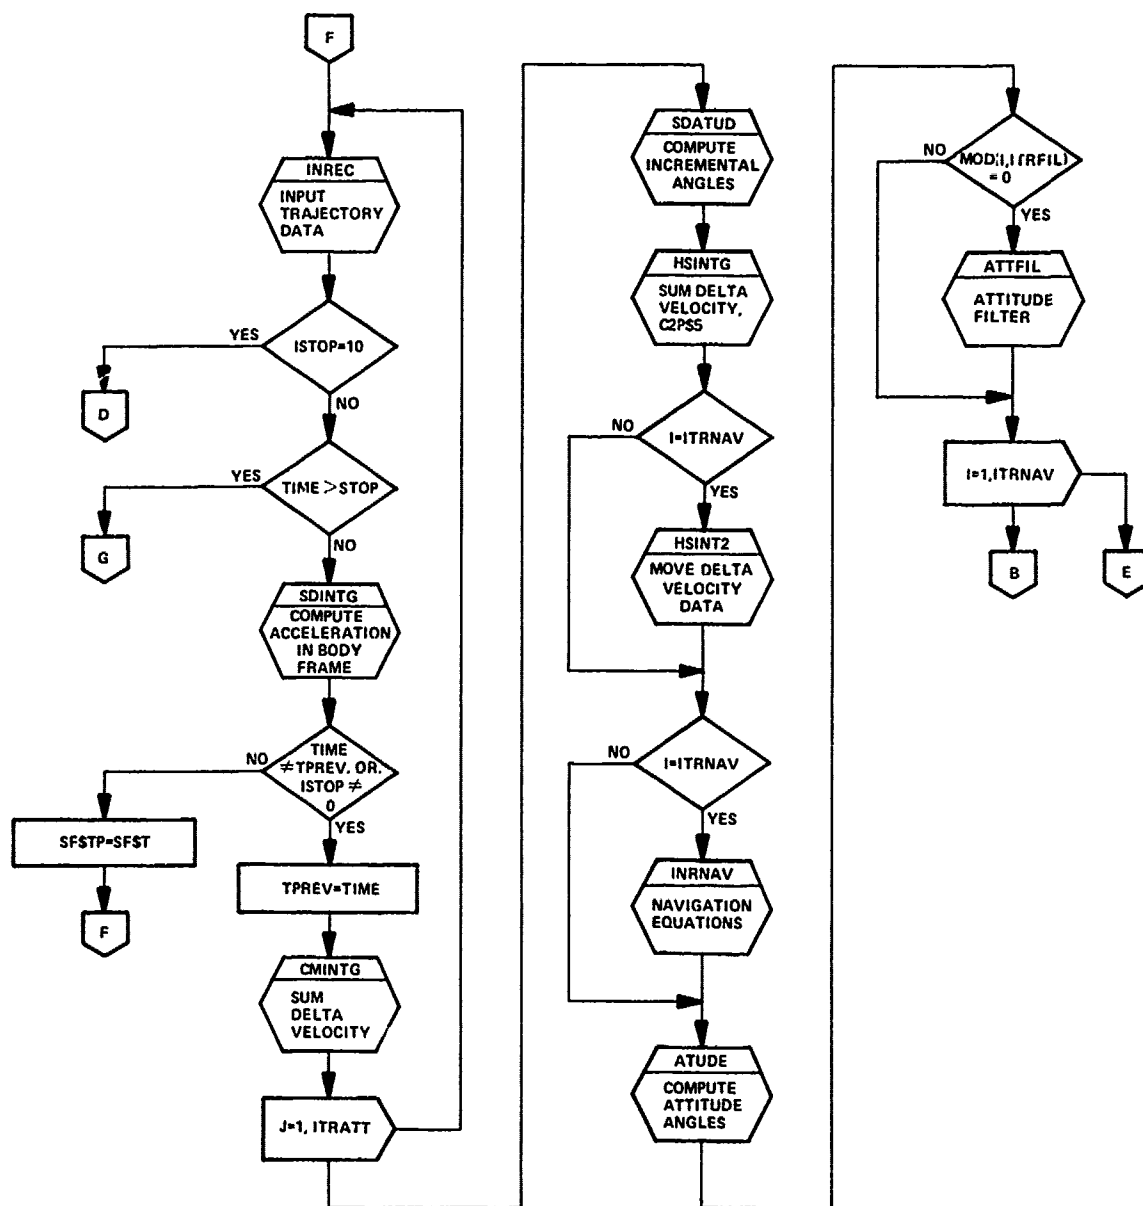 F
INREC
INPUT
TRAJECTORY
DATA
YES
ISTOP=10
D
NO
YES
TIME >STOP
G
NO
SDINTG
COMPUTE
ACCELERATION
IN BODY
FRAME
NO
TIME
≠TPREV. OR.
ISTOP ≠
0
SF$TP=SF$T
YES
F
TPREV=TIME
CMINTG
SUM
DELTA
VELOCITY
J=1, ITRATT
SDATUD
COMPUTE
INCREMENTAL
ANGLES
HSINTG
SUM DELTA
VELOCITY,
C2P$5
NO
I=ITRNAV
YES
HSINT2
MOVE DELTA
VELOCITY
DATA
NO
I=ITRNAV
YES
INRNAV
NAVIGATION
EQUATIONS
ATUDE
COMPUTE
ATTITUDE
ANGLES
NO
= 0
YES
ATTFIL
ATTITUDE
FILTER
I=1,ITRNAV
B
E